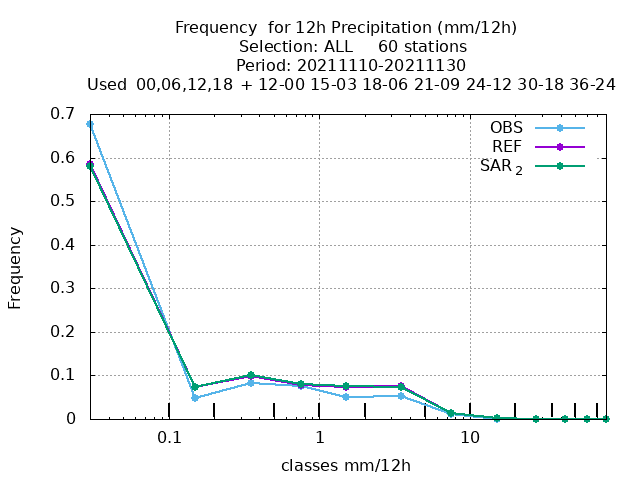 Frequency  for 12h Precipitation (mm/12h)
Selection: ALL     60 stations
Period: 20211110-20211130
Used  00,06,12,18  + 12-00 15-03 18-06 21-09 24-12 30-18 36-24
OBS
REF
SAR 2
0.7
0.6
0.5
0.4
0.3
0.2
0.1
0
Frequency
0.1 1 10
classes mm/12h